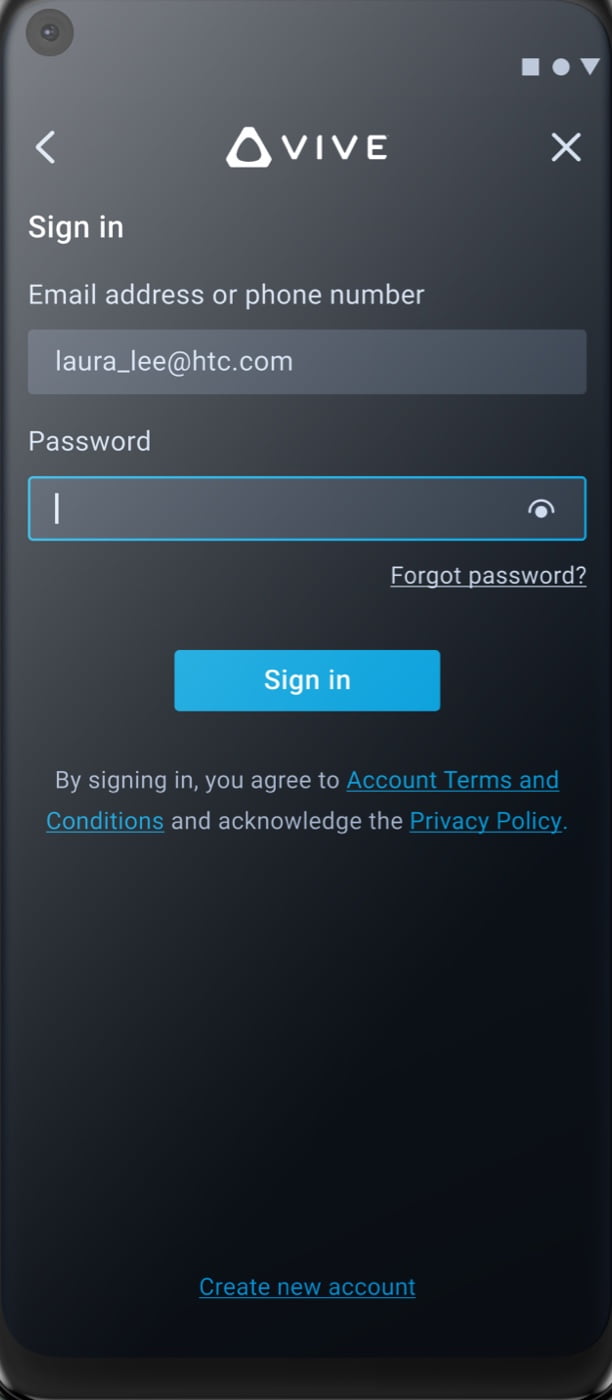 VIVE
Sign in
Email address or phone number
laura_lee@htc.com
Password
Forgot password?
Sign in
By signing in, you agree to Account Terms and
Conditions and acknowledge the Privacy Policy.
Create new account